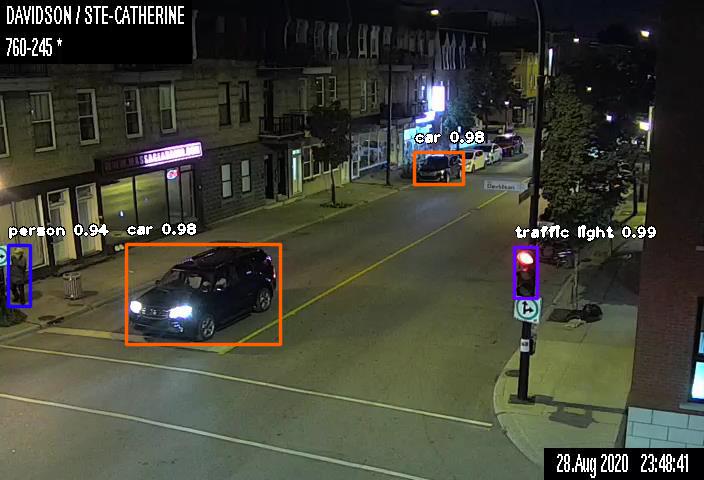 DAVIDSON / STE-CATHERINE
760-245 *
car 0.98
Davidson
person 0.94
car 0.98
traffic light 0.99
28.Aug 2020 23:48:41